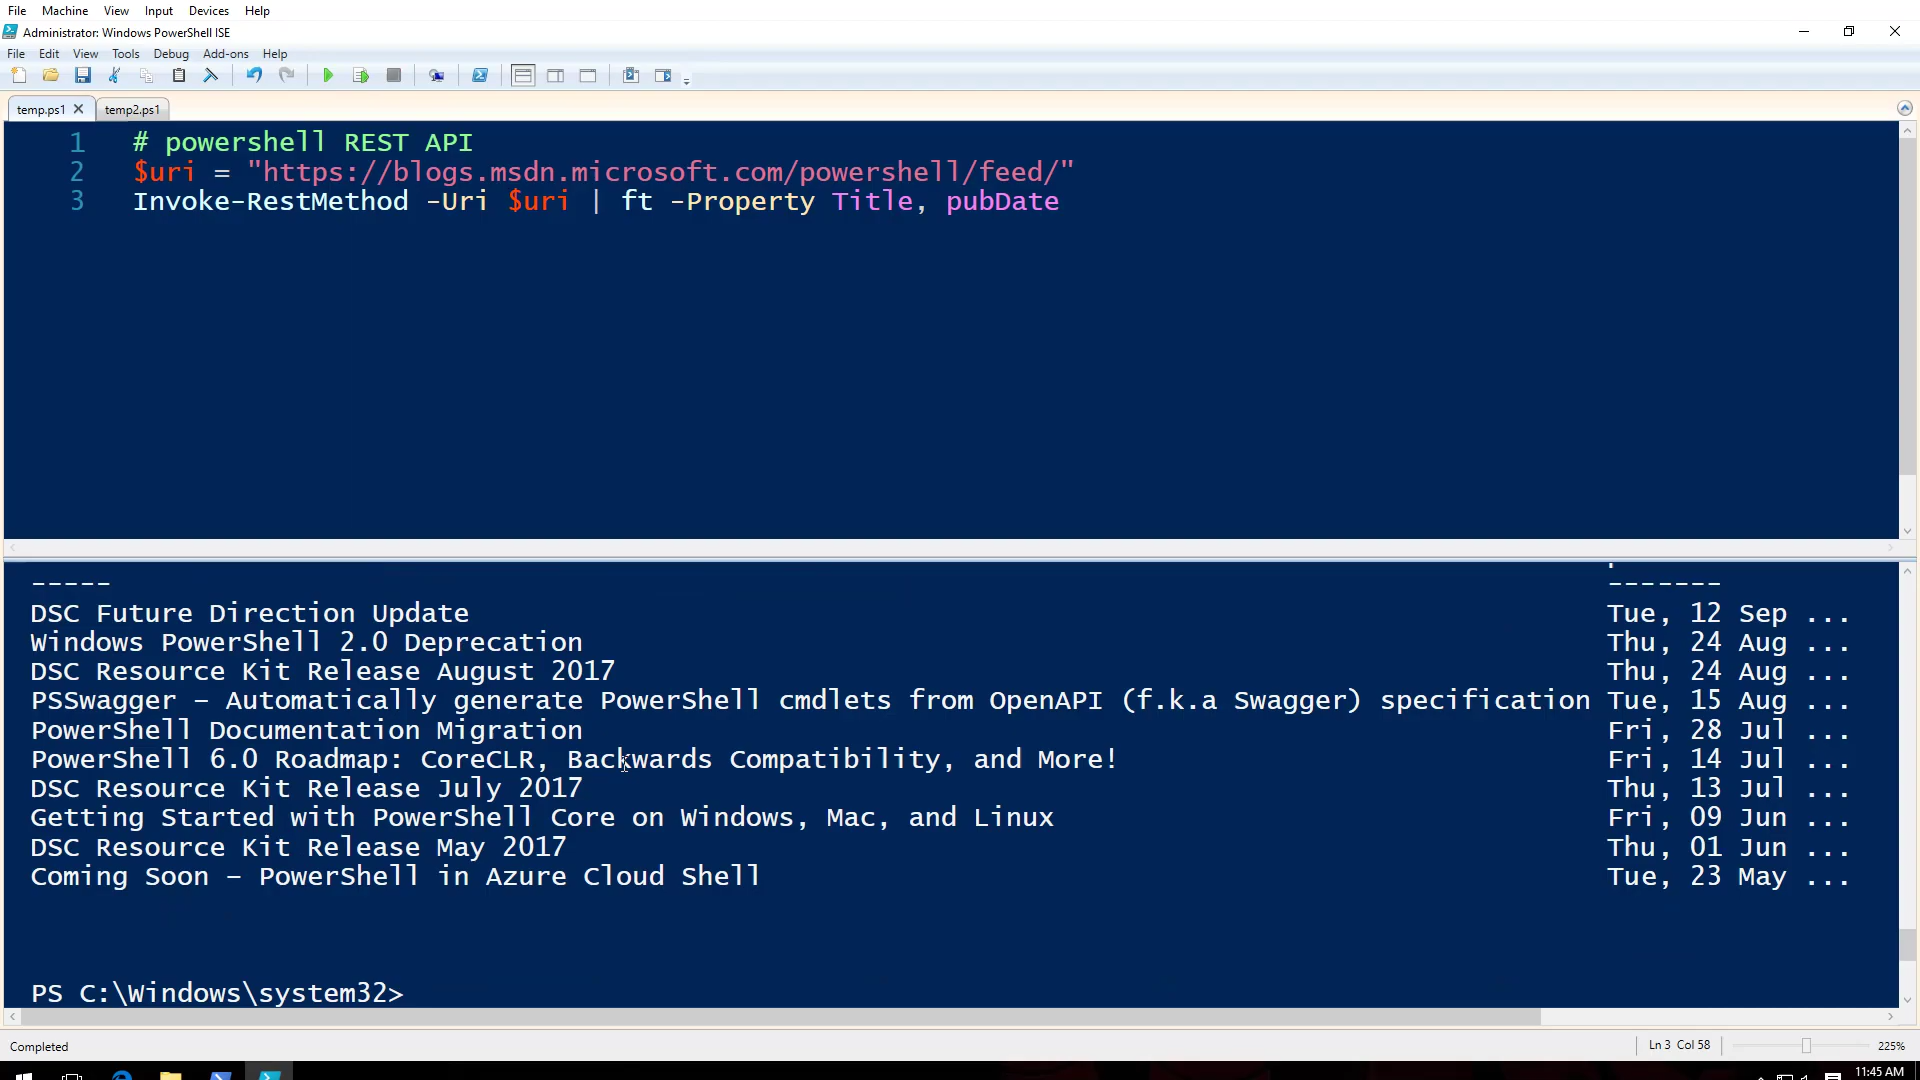 File Machine View Input Devices Help
Administrator: Windows PowerShell ISE
File Edit View Tools Debug Add-ons Help
temp.ps1 temp2.ps1
1 # powershell REST API
2 $uri = "https://blogs.msdn.microsoft.com/powershell/feed/"
3 Invoke-RestMethod -Uri $uri | ft -Property Title, pubDate
----- -------
DSC Future Direction Update Tue, 12 Sep ...
Windows PowerShell 2.0 Deprecation Thu, 24 Aug ...
DSC Resource Kit Release August 2017 Thu, 24 Aug ...
PSSwagger – Automatically generate PowerShell cmdlets from OpenAPI (f.k.a Swagger) specification Tue, 15 Aug ...
PowerShell Documentation Migration Fri, 28 Jul ...
PowerShell 6.0 Roadmap: CoreCLR, Backwards Compatibility, and More! Fri, 14 Jul ...
DSC Resource Kit Release July 2017 Thu, 13 Jul ...
Getting Started with PowerShell Core on Windows, Mac, and Linux Fri, 09 Jun ...
DSC Resource Kit Release May 2017 Thu, 01 Jun ...
Coming Soon – PowerShell in Azure Cloud Shell Tue, 23 May ...
PS C:\Windows\system32>
Completed Ln 3 Col 58 225%
11:45 AM